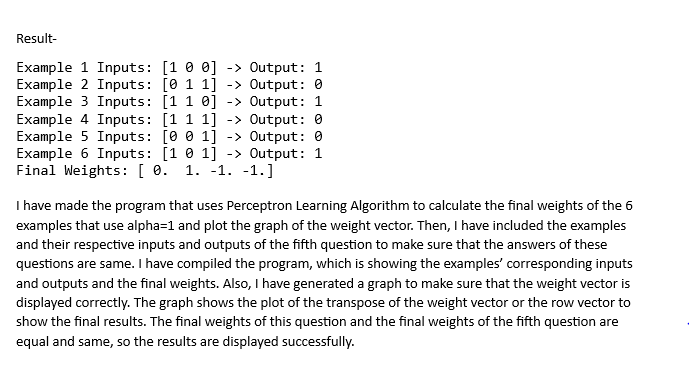 Result-
Example 1 Inputs: [1 0 0] -> Output: 1
Example 2 Inputs: [0 1 1] -> Output: 0
Example 3 Inputs: [1 1 0] -> Output: 1
Example 4 Inputs: [1 1 1] -> Output: 0
Example 5 Inputs: [0 0 1] -> Output: 0
Example 6 Inputs: [1 0 1] -> Output: 1
Final Weights: [ 0.  1. -1. -1.]
I have made the program that uses Perceptron Learning Algorithm to calculate the final weights of the 6
examples that use alpha=1 and plot the graph of the weight vector. Then, I have included the examples
and their respective inputs and outputs of the fifth question to make sure that the answers of these
questions are same. I have compiled the program, which is showing the examples’ corresponding inputs
and outputs and the final weights. Also, I have generated a graph to make sure that the weight vector is
displayed correctly. The graph shows the plot of the transpose of the weight vector or the row vector to
show the final results. The final weights of this question and the final weights of the fifth question are
equal and same, so the results are displayed successfully.